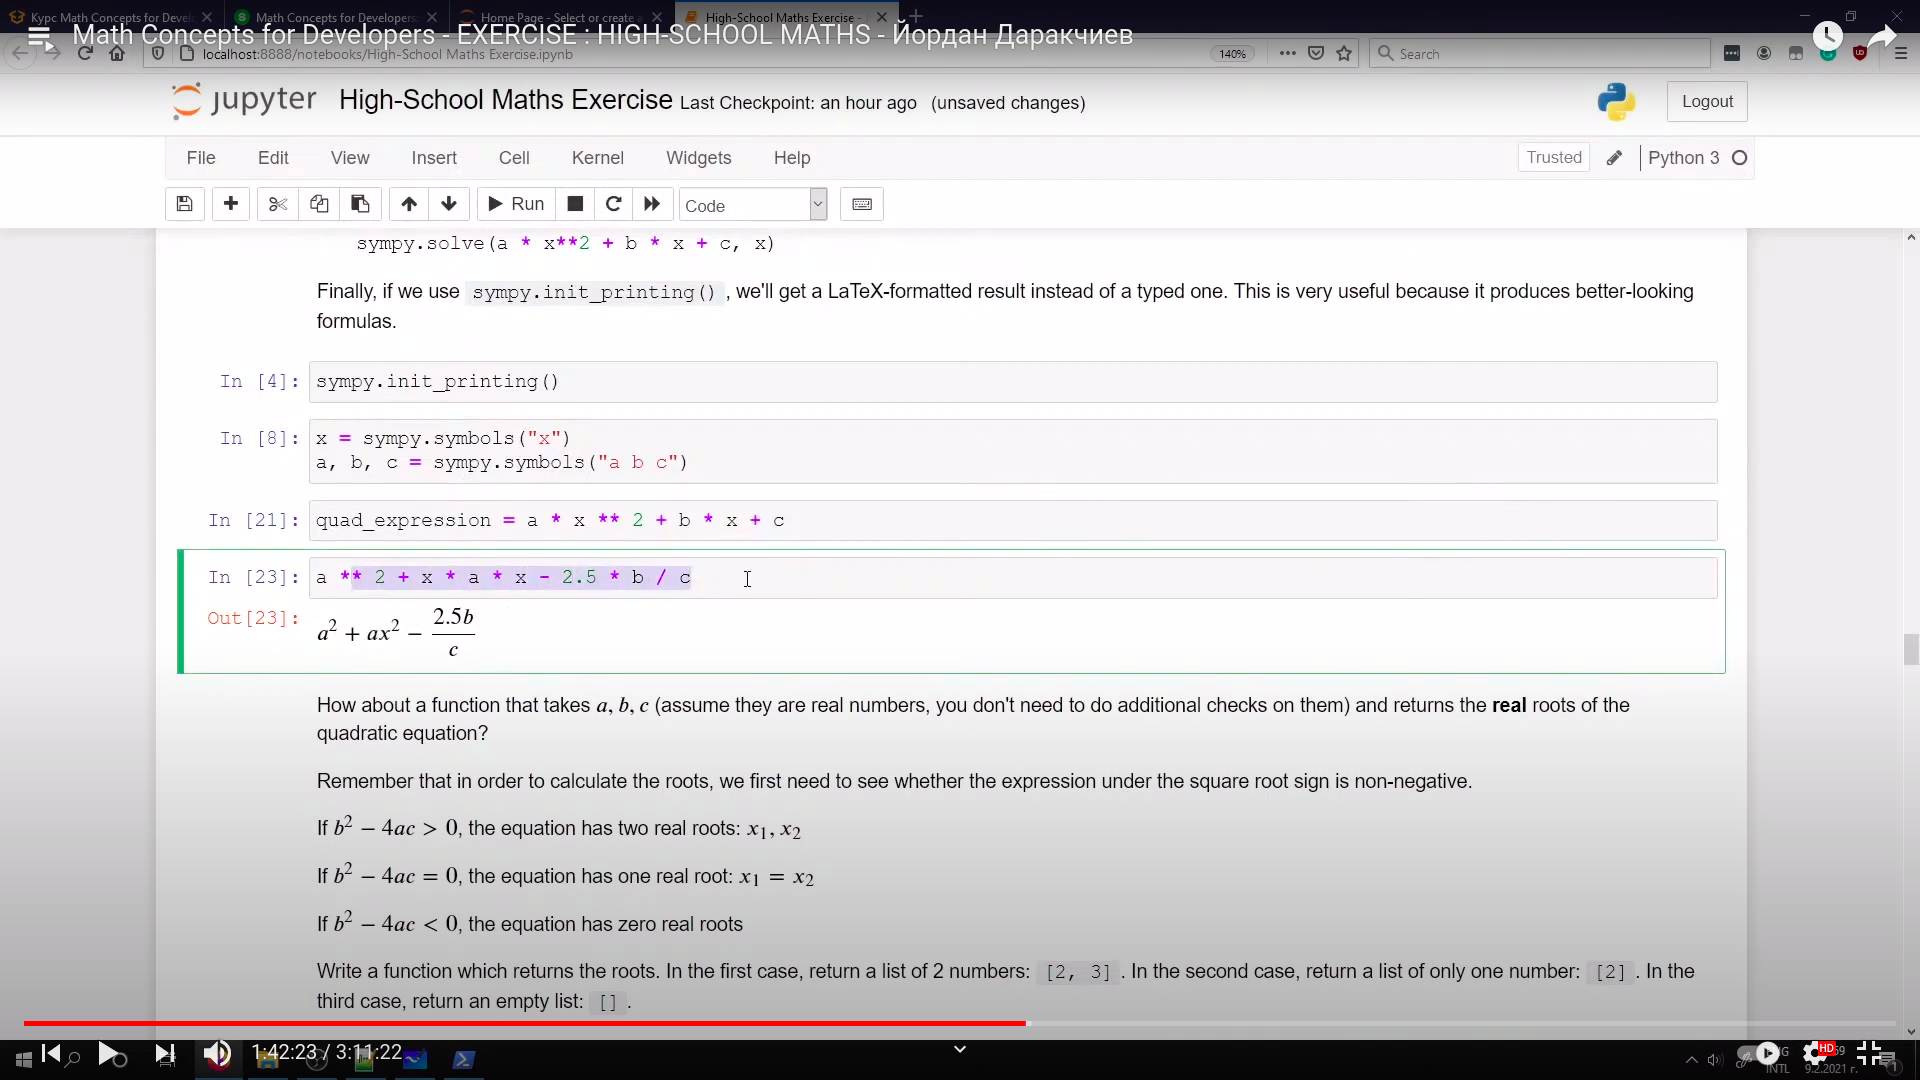 Курс Math Concepts for Devel
Math Concepts for Developers
Home Page - Select or create a
High-School Maths Exercise -
Math Concepts for Developers - EXERCISE : HIGH-SCHOOL MATHS - Йордан Даракчиев
localhost:8888/notebooks/High-School Maths Exercise.ipynb
140%
Search
jupyter High-School Maths Exercise Last Checkpoint: an hour ago (unsaved changes)
Logout
File Edit View Insert Cell Kernel Widgets Help
Trusted
Python 3
Run
Code
sympy.solve(a * x**2 + b * x + c, x)
Finally, if we use sympy.init_printing() , we'll get a LaTeX-formatted result instead of a typed one. This is very useful because it produces better-looking
formulas.
In [4]: sympy.init_printing()
In [8]: x = sympy.symbols("x")
a, b, c = sympy.symbols("a b c")
In [21]: quad_expression = a * x ** 2 + b * x + c
In [23]: a ** 2 + x * a * x - 2.5 * b / c
Out[23]: a² + ax² − 2.5b
c
How about a function that takes a, b, c (assume they are real numbers, you don't need to do additional checks on them) and returns the real roots of the
quadratic equation?
Remember that in order to calculate the roots, we first need to see whether the expression under the square root sign is non-negative.
If b² − 4ac > 0, the equation has two real roots: x₁, x₂
If b² − 4ac = 0, the equation has one real root: x₁ = x₂
If b² − 4ac < 0, the equation has zero real roots
Write a function which returns the roots. In the first case, return a list of 2 numbers: [2, 3] . In the second case, return a list of only one number: [2] . In the
third case, return an empty list: [] .
1:42:23 / 3:11:22
HD
INTL
9.2.2021 г.